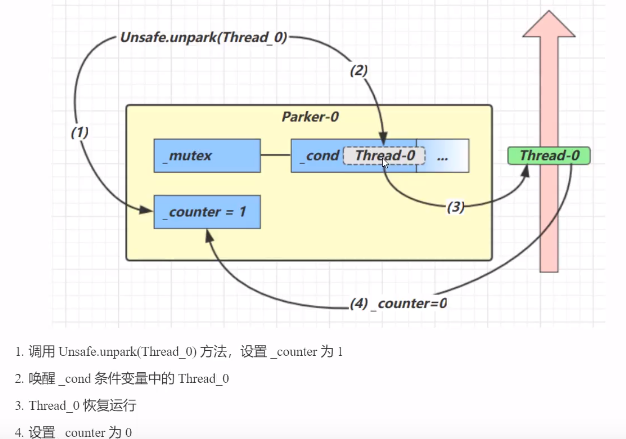 Unsafe.unpark(Thread_0)
(2)
Parker-0
(1)
_mutex
_cond
Thread-0
...
Thread-0
_counter = 1
(3)
(4) _counter=0
1. 调用 Unsafe.unpark(Thread_0) 方法，设置 _counter 为 1
2. 唤醒 _cond 条件变量中的 Thread_0
3. Thread_0 恢复运行
4. 设置 _counter 为 0